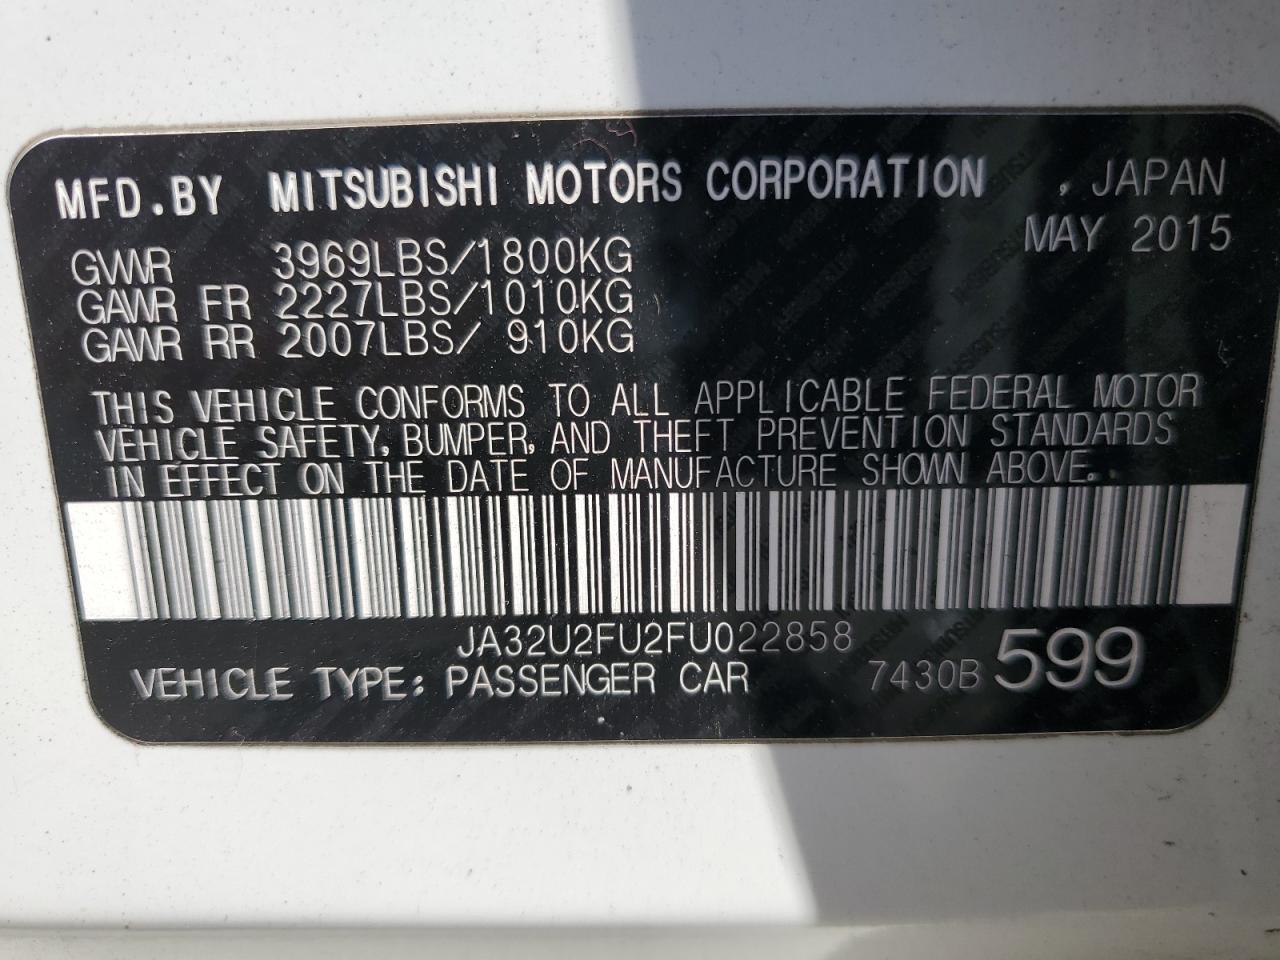 MFD.BY MITSUBISHI MOTORS CORPORATION , JAPAN
MAY 2015
GVWR 3969LBS/1800KG
GAWR FR 2227LBS/1010KG
GAWR RR 2007LBS/ 910KG
THIS VEHICLE CONFORMS TO ALL APPLICABLE FEDERAL MOTOR
VEHICLE SAFETY, BUMPER, AND THEFT PREVENTION STANDARDS
IN EFFECT ON THE DATE OF MANUFACTURE SHOWN ABOVE.
JA32U2FU2FU022858
VEHICLE TYPE: PASSENGER CAR 7430B 599